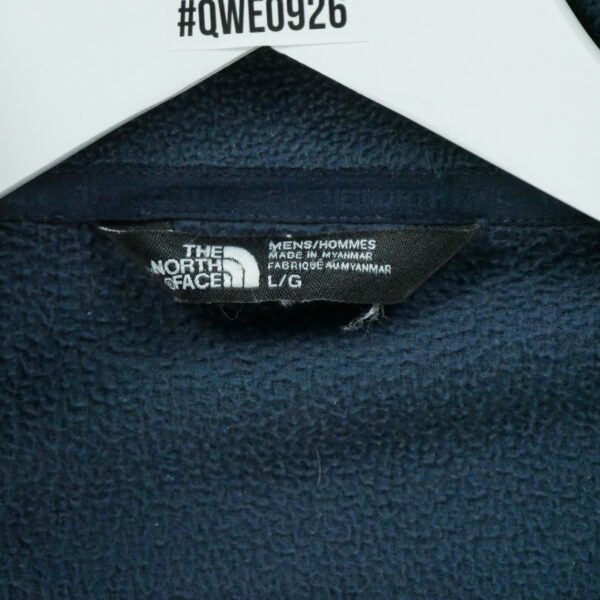 #QWE0926
THE
NORTH
FACE
MENS/HOMMES
MADE IN MYANMAR
FABRIQUÉ AU MYANMAR
L/G